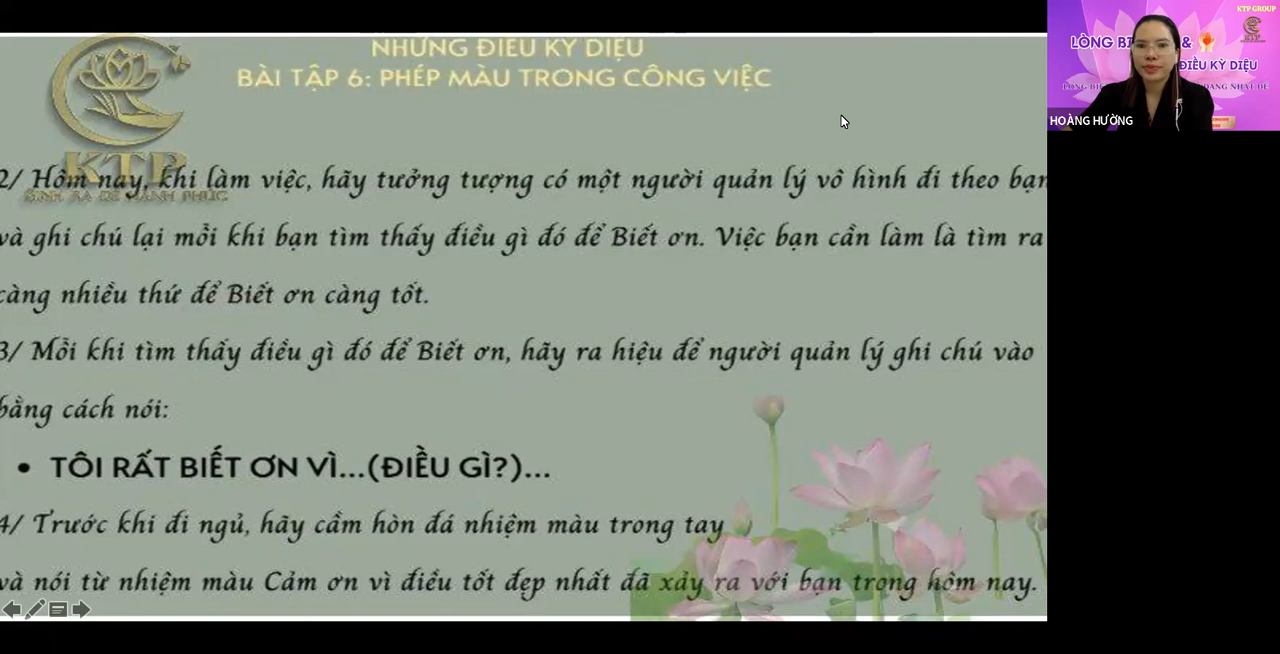 NHỮNG ĐIỀU KỲ DIỆU
BÀI TẬP 6: PHÉP MÀU TRONG CÔNG VIỆC
KTP
SINH RA ĐỂ HẠNH PHÚC
2/ Hôm nay, khi làm việc, hãy tưởng tượng có một người quản lý vô hình đi theo bạn
và ghi chú lại mỗi khi bạn tìm thấy điều gì đó để Biết ơn. Việc bạn cần làm là tìm ra
càng nhiều thứ để Biết ơn càng tốt.
3/ Mỗi khi tìm thấy điều gì đó để Biết ơn, hãy ra hiệu để người quản lý ghi chú vào
bằng cách nói:
• TÔI RẤT BIẾT ƠN VÌ...(ĐIỀU GÌ?)...
4/ Trước khi đi ngủ, hãy cầm hòn đá nhiệm màu trong tay
và nói từ nhiệm màu Cảm ơn vì điều tốt đẹp nhất đã xảy ra với bạn trong hôm nay.
KTP GROUP
LÒNG &
ĐIỀU KỲ DIỆU
HOÀNG HƯỜNG